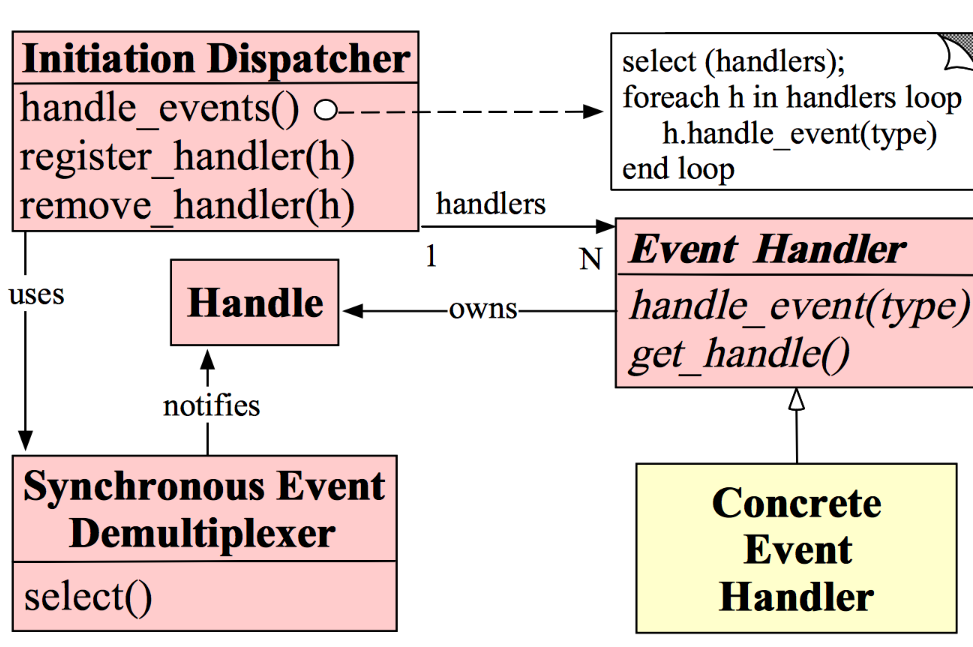 Initiation Dispatcher
handle_events()
register_handler(h)
remove_handler(h)
select (handlers);
foreach h in handlers loop
h.handle_event(type)
end loop
handlers
1
N
Event Handler
handle_event(type)
get_handle()
uses
Handle
owns
notifies
Synchronous Event
Demultiplexer
select()
Concrete
Event
Handler